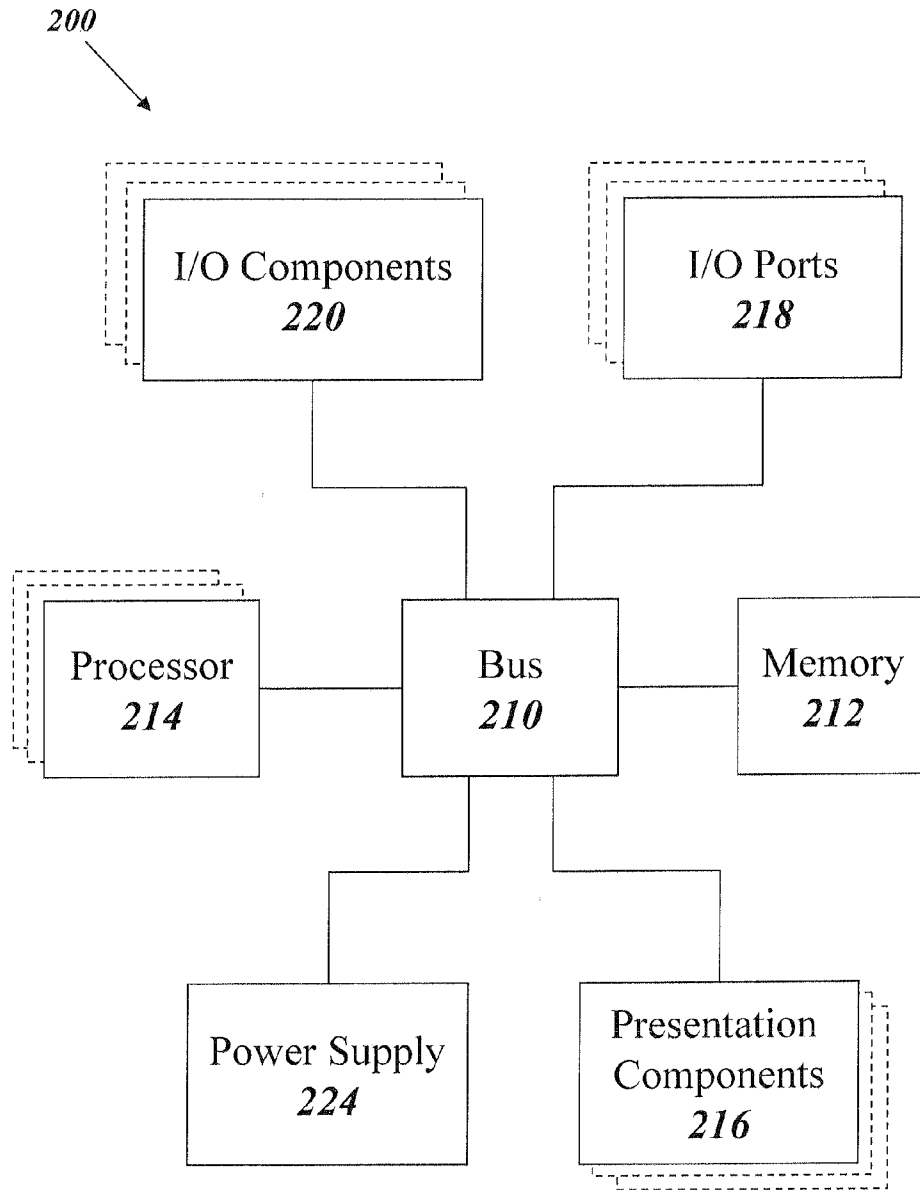 200
I/O Components
220
I/O Ports
218
Processor
214
Bus
210
Memory
212
Power Supply
224
Presentation
Components
216